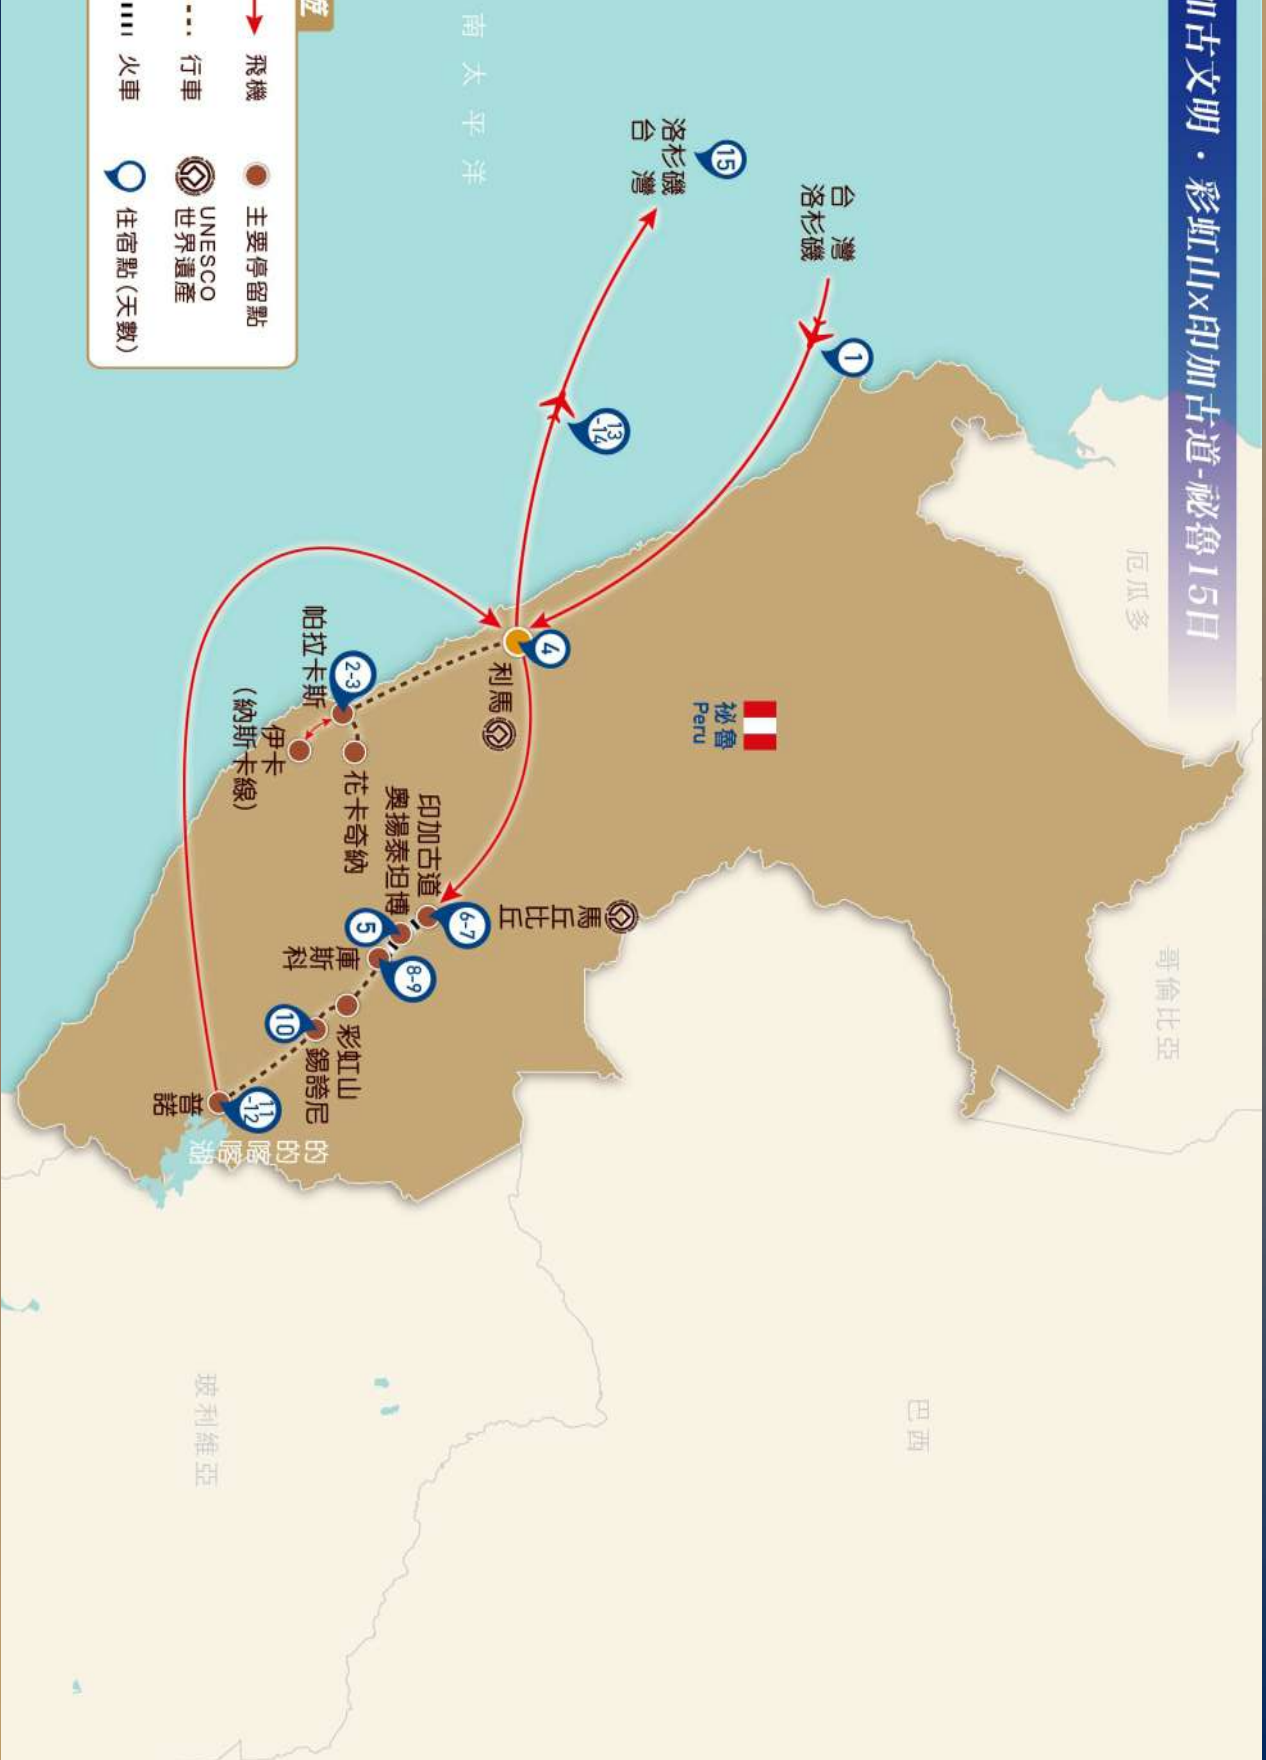 加古文明・彩虹山x印加古道-祕魯15日
厄瓜多
哥倫比亞
巴西
玻利維亞
南太平洋
台灣
洛杉磯
1
15
洛杉磯
台灣
13
-14
祕魯
Peru
4
利馬
2-3
帕拉卡斯
花卡奇納
伊卡
(納斯卡線)
馬丘比丘
6-7
印加古道
奧揚泰坦博
5
8-9
庫斯科
彩虹山
10
錫誇尼
11
-12
普諾
的的喀喀湖
遊
飛機
主要停留點
行車
UNESCO
世界遺產
火車
住宿點(天數)